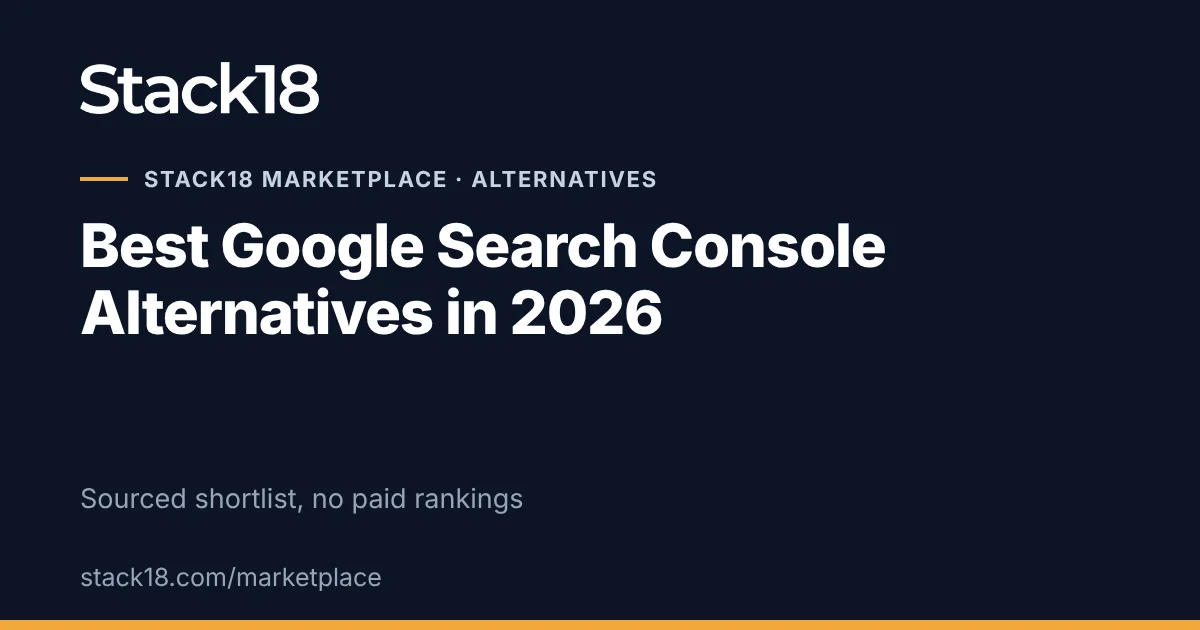 Stack18
STACK18 MARKETPLACE · ALTERNATIVES
Best Google Search Console
Alternatives in 2026
Sourced shortlist, no paid rankings
stack18.com/marketplace